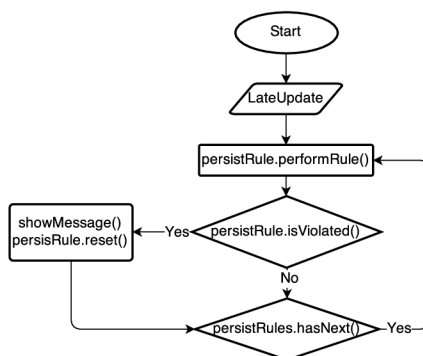 Start
LateUpdate
persistRule.performRule()
showMessage()
persisRule.reset()
Yes
persistRule.isViolated()
No
persistRules.hasNext()
Yes